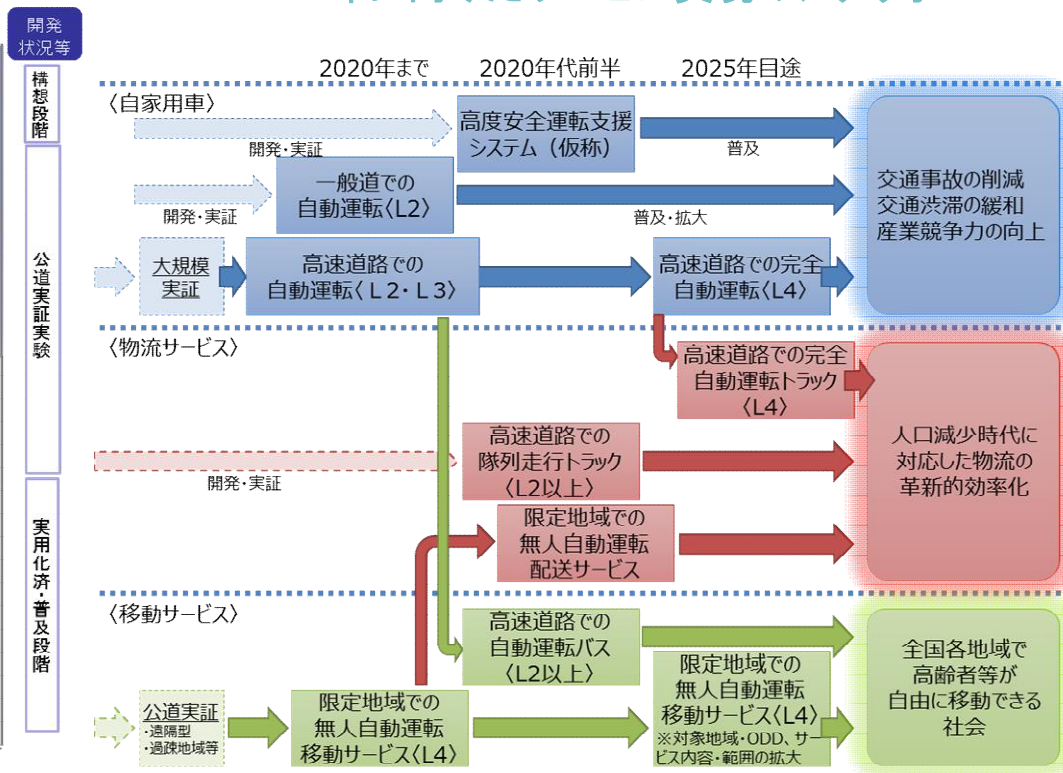 開発
状況等
構想段階
公道実証実験
実用化済・普及段階
2020年まで
2020年代前半
2025年目途
〈自家用車〉
開発・実証
高度安全運転支援
システム（仮称）
普及
開発・実証
一般道での
自動運転〈L2〉
普及・拡大
大規模
実証
高速道路での
自動運転〈Ｌ２・Ｌ３〉
高速道路での完全
自動運転〈L4〉
交通事故の削減
交通渋滞の緩和
産業競争力の向上
〈物流サービス〉
高速道路での完全
自動運転トラック
〈L4〉
開発・実証
高速道路での
隊列走行トラック
〈L2以上〉
限定地域での
無人自動運転
配送サービス
人口減少時代に
対応した物流の
革新的効率化
〈移動サービス〉
高速道路での
自動運転バス
〈L2以上〉
公道実証
・遠隔型
・過疎地域等
限定地域での
無人自動運転
移動サービス〈L4〉
限定地域での
無人自動運転
移動サービス〈L4〉
※対象地域・ODD、サー
ビス内容・範囲の拡大
全国各地域で
高齢者等が
自由に移動できる
社会